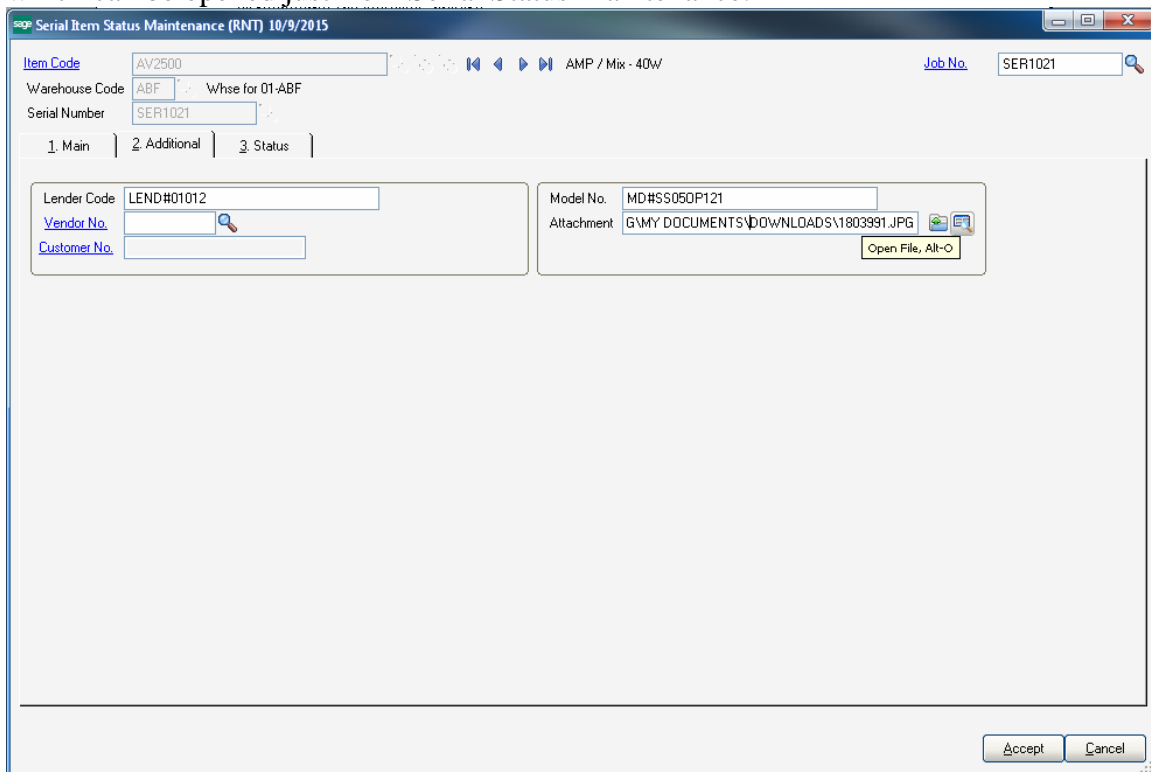 sage Serial Item Status Maintenance (RNT) 10/9/2015
Item Code AV2500 AMP / Mix - 40W Job No. SER1021
Warehouse Code ABF Whse for 01-ABF
Serial Number SER1021
1. Main 2. Additional 3. Status
Lender Code LEND#01012 Model No. MD#SS05OP121
Vendor No. Attachment G\MY DOCUMENTS\DOWNLOADS\1803991.JPG
Customer No. Open File, Alt-O
Accept Cancel